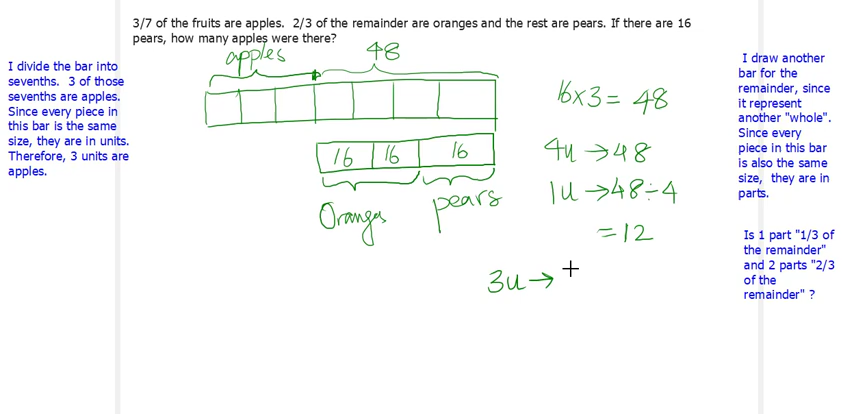 3/7 of the fruits are apples.  2/3 of the remainder are oranges and the rest are pears. If there are 16
pears, how many apples were there?
I divide the bar into
sevenths.  3 of those
sevenths are apples.
Since every piece in
this bar is the same
size, they are in units.
Therefore, 3 units are
apples.
apples 48
16 16 16
Oranges pears
16x3 = 48
4u → 48
1u → 48÷4
= 12
3u →
I draw another
bar for the
remainder, since
it represent
another "whole".
Since every
piece in this bar
is also the same
size,  they are in
parts.
Is 1 part "1/3 of
the remainder"
and 2 parts "2/3
of the
remainder" ?